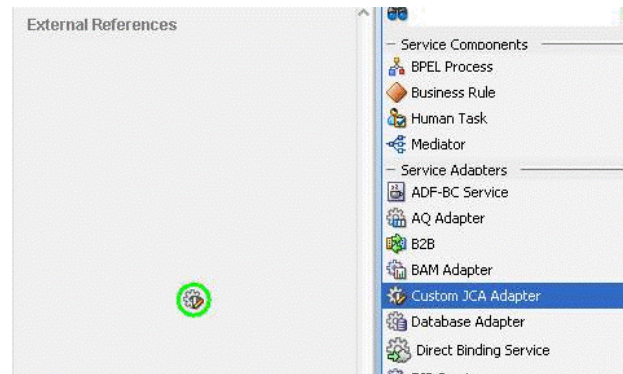 External References
Service Components
BPEL Process
Business Rule
Human Task
Mediator
Service Adapters
ADF-BC Service
AQ Adapter
B2B
BAM Adapter
Custom JCA Adapter
Database Adapter
Direct Binding Service